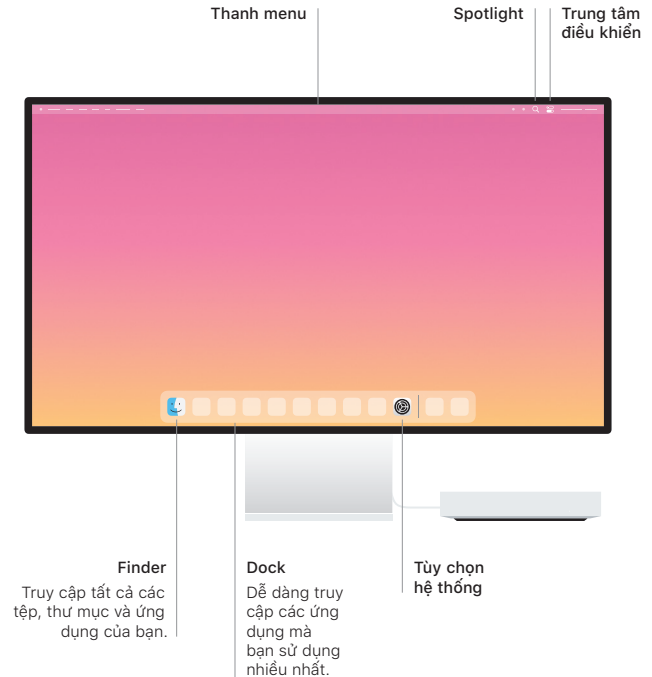 Thanh menu
Spotlight
Trung tâm
điều khiển
Finder
Truy cập tất cả các
tệp, thư mục và ứng
dụng của bạn.
Dock
Dễ dàng truy
cập các ứng
dụng mà
bạn sử dụng
nhiều nhất.
Tùy chọn
hệ thống